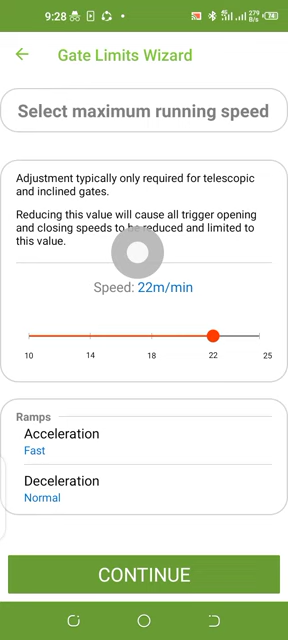 9:28
4G
279
B/s
Gate Limits Wizard
Select maximum running speed
Adjustment typically only required for telescopic
and inclined gates.
Reducing this value will cause all trigger opening
and closing speeds to be reduced and limited to
this value.
Speed: 22m/min
10 14 18 22 25
Ramps
Acceleration
Fast
Deceleration
Normal
CONTINUE